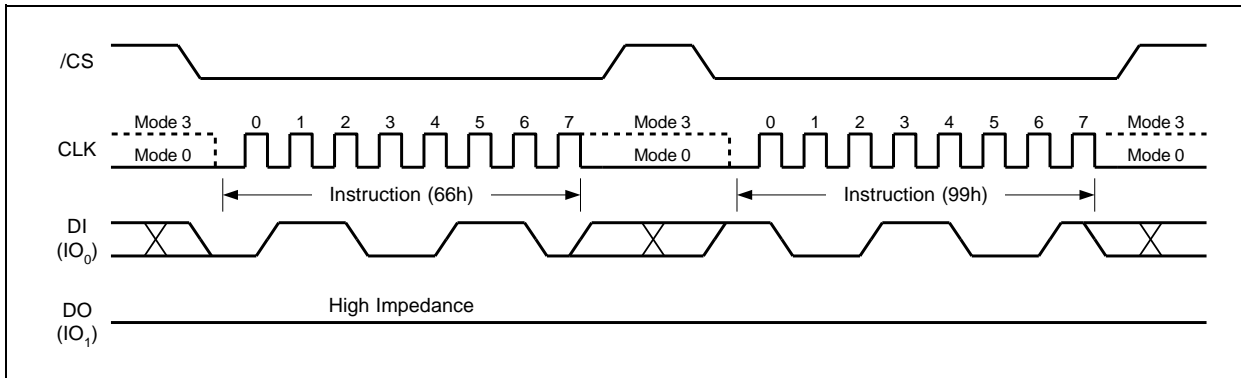 /CS
Mode 3 0 1 2 3 4 5 6 7 Mode 3 0 1 2 3 4 5 6 7 Mode 3
CLK
Mode 0 Mode 0 Mode 0
Instruction (66h) Instruction (99h)
DI
(IO0)
High Impedance
DO
(IO1)